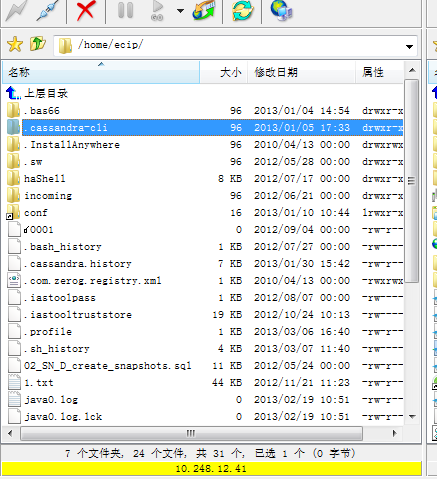 GO
/home/ecip/
名称 大小 修改日期 属性
上层目录
.bas66 96 2013/01/04 14:54 drwxr-x
.cassandra-cli 96 2013/01/05 17:33 drwxr-x
.InstallAnywhere 96 2010/04/13 00:00 drwxrwx
.sw 96 2012/05/28 00:00 drwxr-x
haShell 8 KB 2012/07/17 00:00 drwxr-x
incoming 96 2012/06/21 00:00 drwxr-x
conf 16 2013/01/10 10:44 lrwxr-x
0001 0 2012/09/04 00:00 -rw-r--
.bash_history 1 KB 2012/07/27 00:00 -rw----
.cassandra.history 7 KB 2013/01/30 15:42 -rw-r--
.com.zerog.registry.xml 1 KB 2010/04/13 00:00 -rwxrwx
.iastoolpass 1 KB 2012/08/07 00:00 -rw----
.iastooltruststore 19 KB 2012/10/24 10:13 -rw-r--
.profile 1 KB 2013/03/06 16:40 -rw-r--
.sh_history 4 KB 2013/03/07 11:40 -rw----
02_SN_D_create_snapshots.sql 11 KB 2012/05/24 00:00 -rw-r--
1.txt 44 KB 2012/11/21 11:23 -rw-r--
java0.log 0 2013/02/19 10:51 -rw-r--
java0.log.lck 0 2013/02/19 10:51 -rw-r--
7 个文件夹, 24 个文件, 共 31 个, 已选 1 个 (0 字节)
10.248.12.41